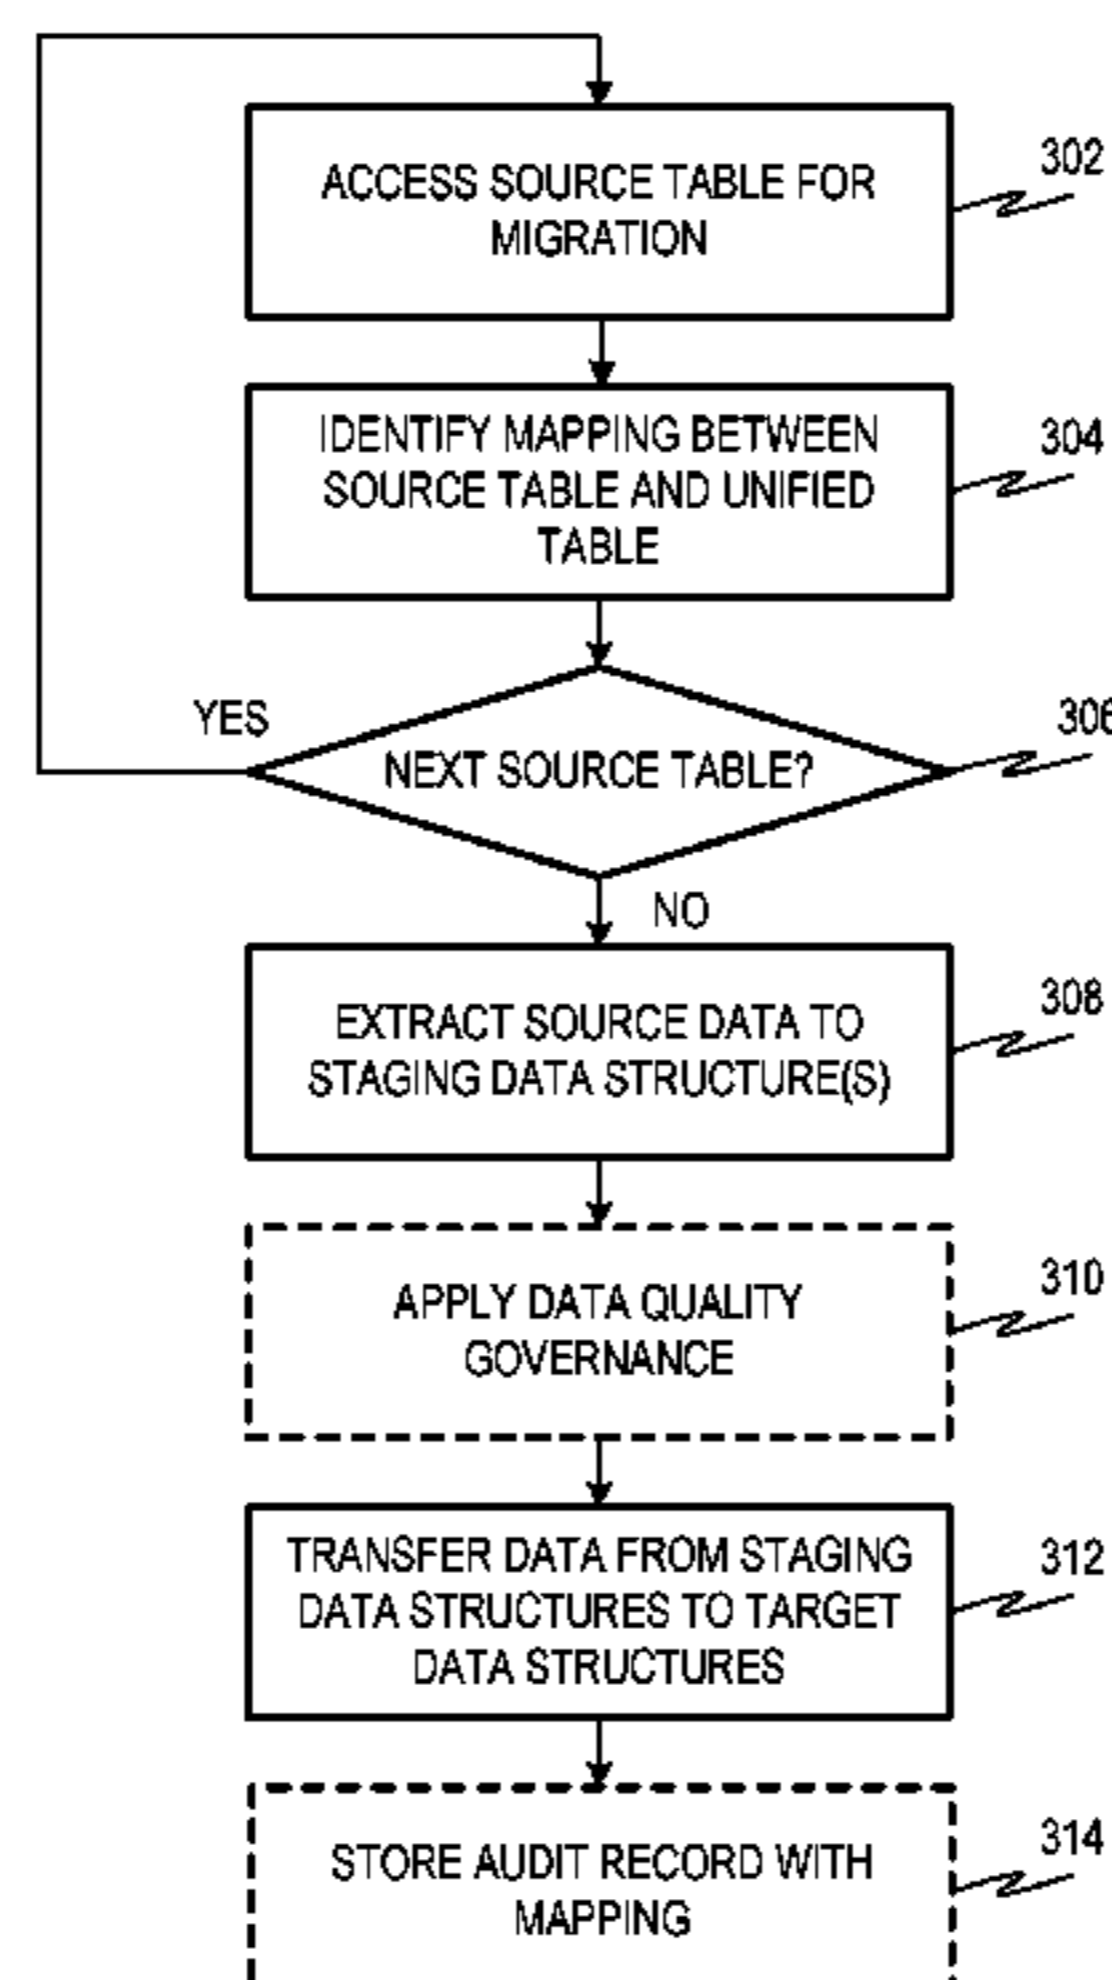 302
ACCESS SOURCE TABLE FOR
MIGRATION
304
IDENTIFY MAPPING BETWEEN
SOURCE TABLE AND UNIFIED
TABLE
YES
306
NEXT SOURCE TABLE?
NO
308
EXTRACT SOURCE DATA TO
STAGING DATA STRUCTURE(S)
310
APPLY DATA QUALITY
GOVERNANCE
312
TRANSFER DATA FROM STAGING
DATA STRUCTURES TO TARGET
DATA STRUCTURES
314
STORE AUDIT RECORD WITH
MAPPING